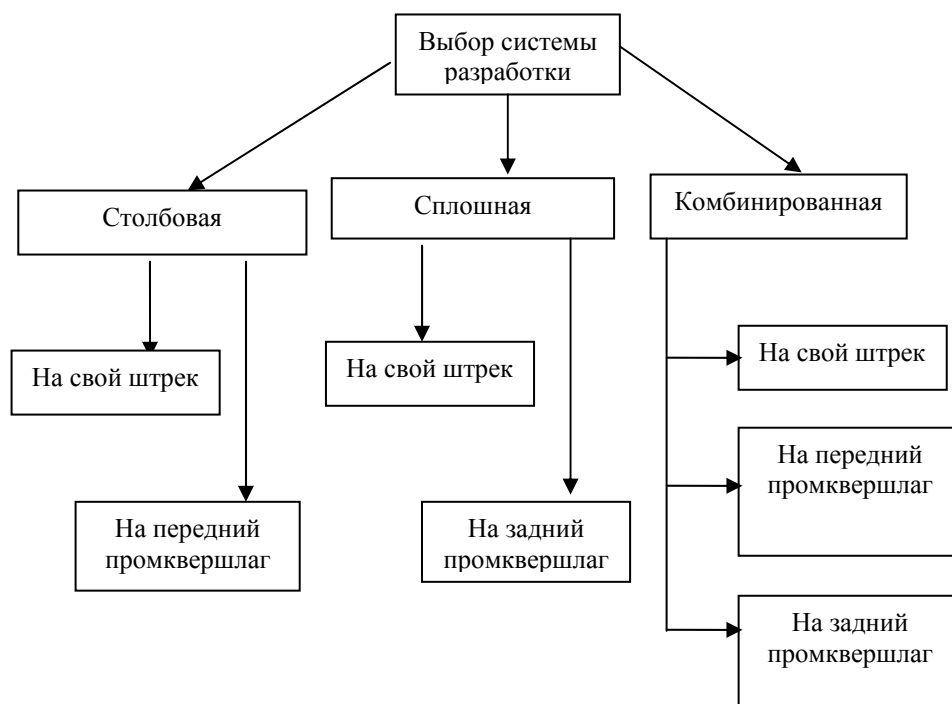 Выбор системы
разработки
Столбовая
Сплошная
Комбинированная
На свой штрек
На передний
промквершлаг
На свой штрек
На задний
промквершлаг
На свой штрек
На передний
промквершлаг
На задний
промквершлаг